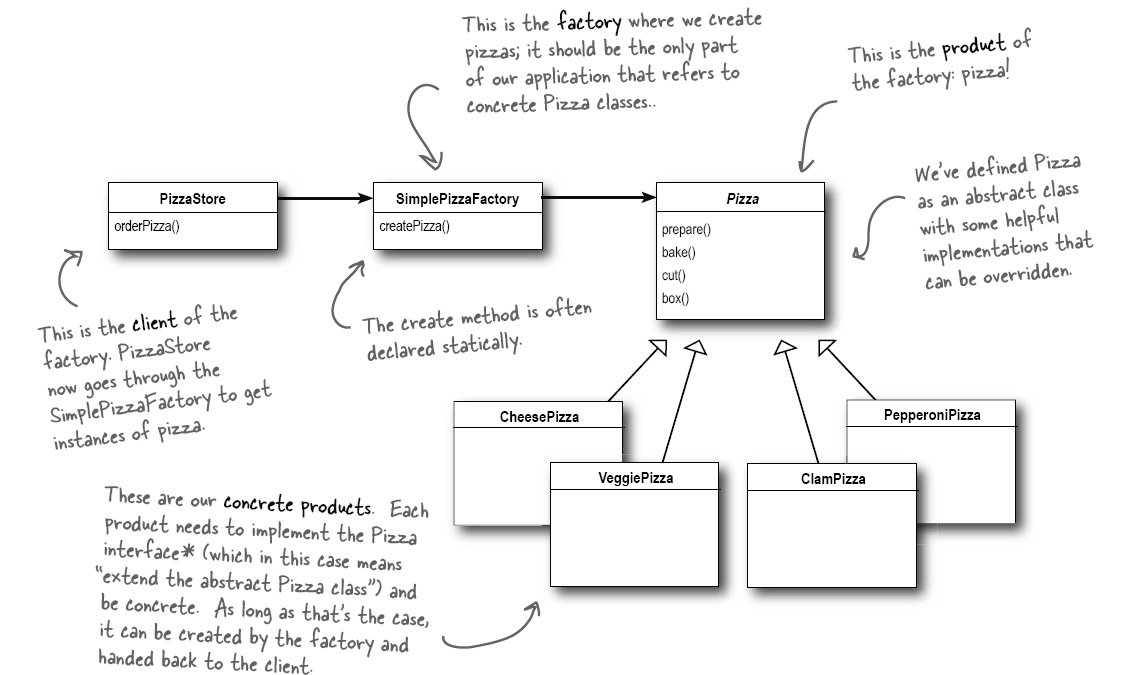 This is the factory where we create
pizzas; it should be the only part
of our application that refers to
concrete Pizza classes..
This is the product of
the factory: pizza!
We've defined Pizza
as an abstract class
with some helpful
implementations that
can be overridden.
PizzaStore
orderPizza()
SimplePizzaFactory
createPizza()
Pizza
prepare()
bake()
cut()
box()
This is the client of the
factory. PizzaStore
now goes through the
SimplePizzaFactory to get
instances of pizza.
The create method is often
declared statically.
CheesePizza
VeggiePizza
ClamPizza
PepperoniPizza
These are our concrete products. Each
product needs to implement the Pizza
interface* (which in this case means
"extend the abstract Pizza class") and
be concrete. As long as that's the case,
it can be created by the factory and
handed back to the client.